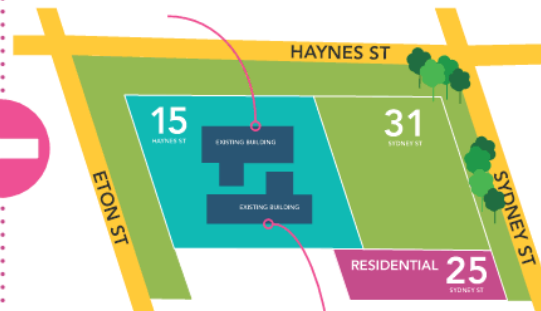 HAYNES ST
15
HAYNES ST
EXISTING BUILDING
31
SYDNEY ST
EXISTING BUILDING
ETON ST
SYDNEY ST
RESIDENTIAL 25
SYDNEY ST